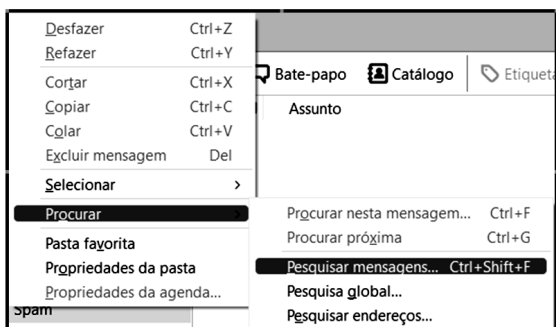 Desfazer Ctrl+Z
Refazer Ctrl+Y
Cortar Ctrl+X
Copiar Ctrl+C
Colar Ctrl+V
Excluir mensagem Del
Selecionar >
Procurar >
Pasta favorita
Propriedades da pasta
Propriedades da agenda...
Spam
Bate-papo Catálogo Etiqueta
Assunto
Procurar nesta mensagem... Ctrl+F
Procurar próxima Ctrl+G
Pesquisar mensagens... Ctrl+Shift+F
Pesquisa global...
Pesquisar endereços...